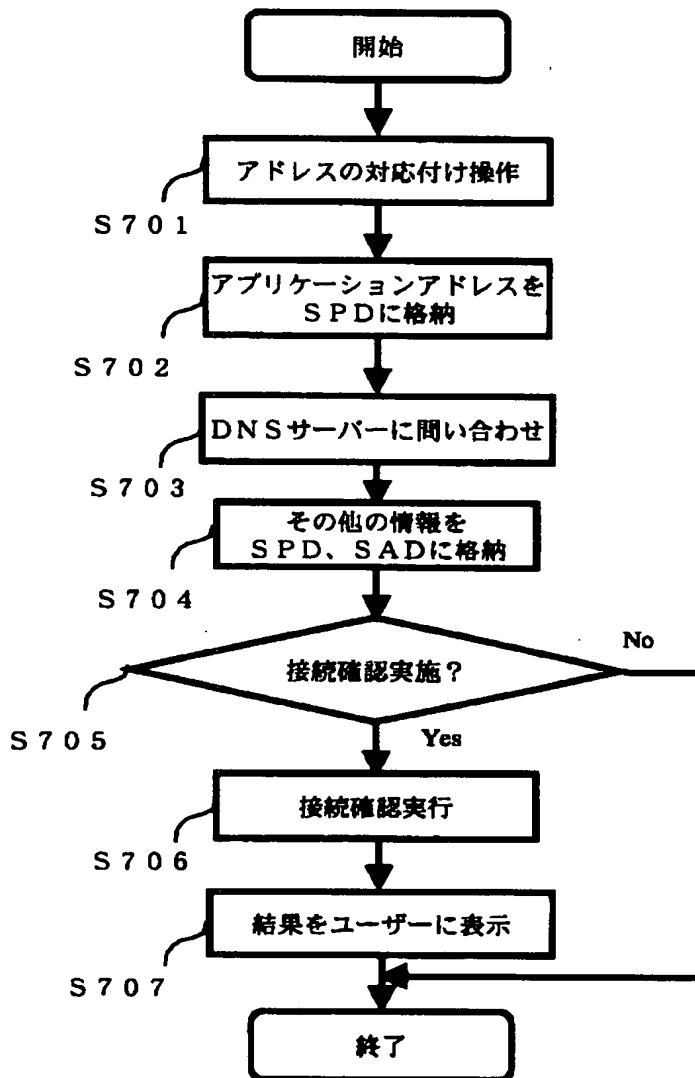 開始
アドレスの対応付け操作
S701
アプリケーションアドレスを
SPDに格納
S702
DNSサーバーに問い合わせ
S703
その他の情報を
SPD、SADに格納
S704
接続確認実施？
No
S705
Yes
接続確認実行
S706
結果をユーザーに表示
S707
終了